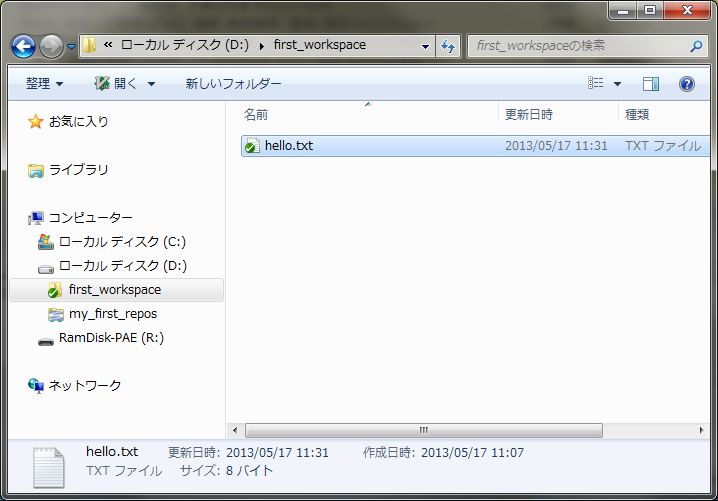 « ローカル ディスク (D:) ▸ first_workspace
first_workspaceの検索
整理 開く 新しいフォルダー
名前 更新日時 種類
hello.txt 2013/05/17 11:31 TXT ファイル
お気に入り
ライブラリ
コンピューター
ローカル ディスク (C:)
ローカル ディスク (D:)
first_workspace
my_first_repos
RamDisk-PAE (R:)
ネットワーク
hello.txt 更新日時: 2013/05/17 11:31 作成日時: 2013/05/17 11:07
TXT ファイル サイズ: 8 バイト